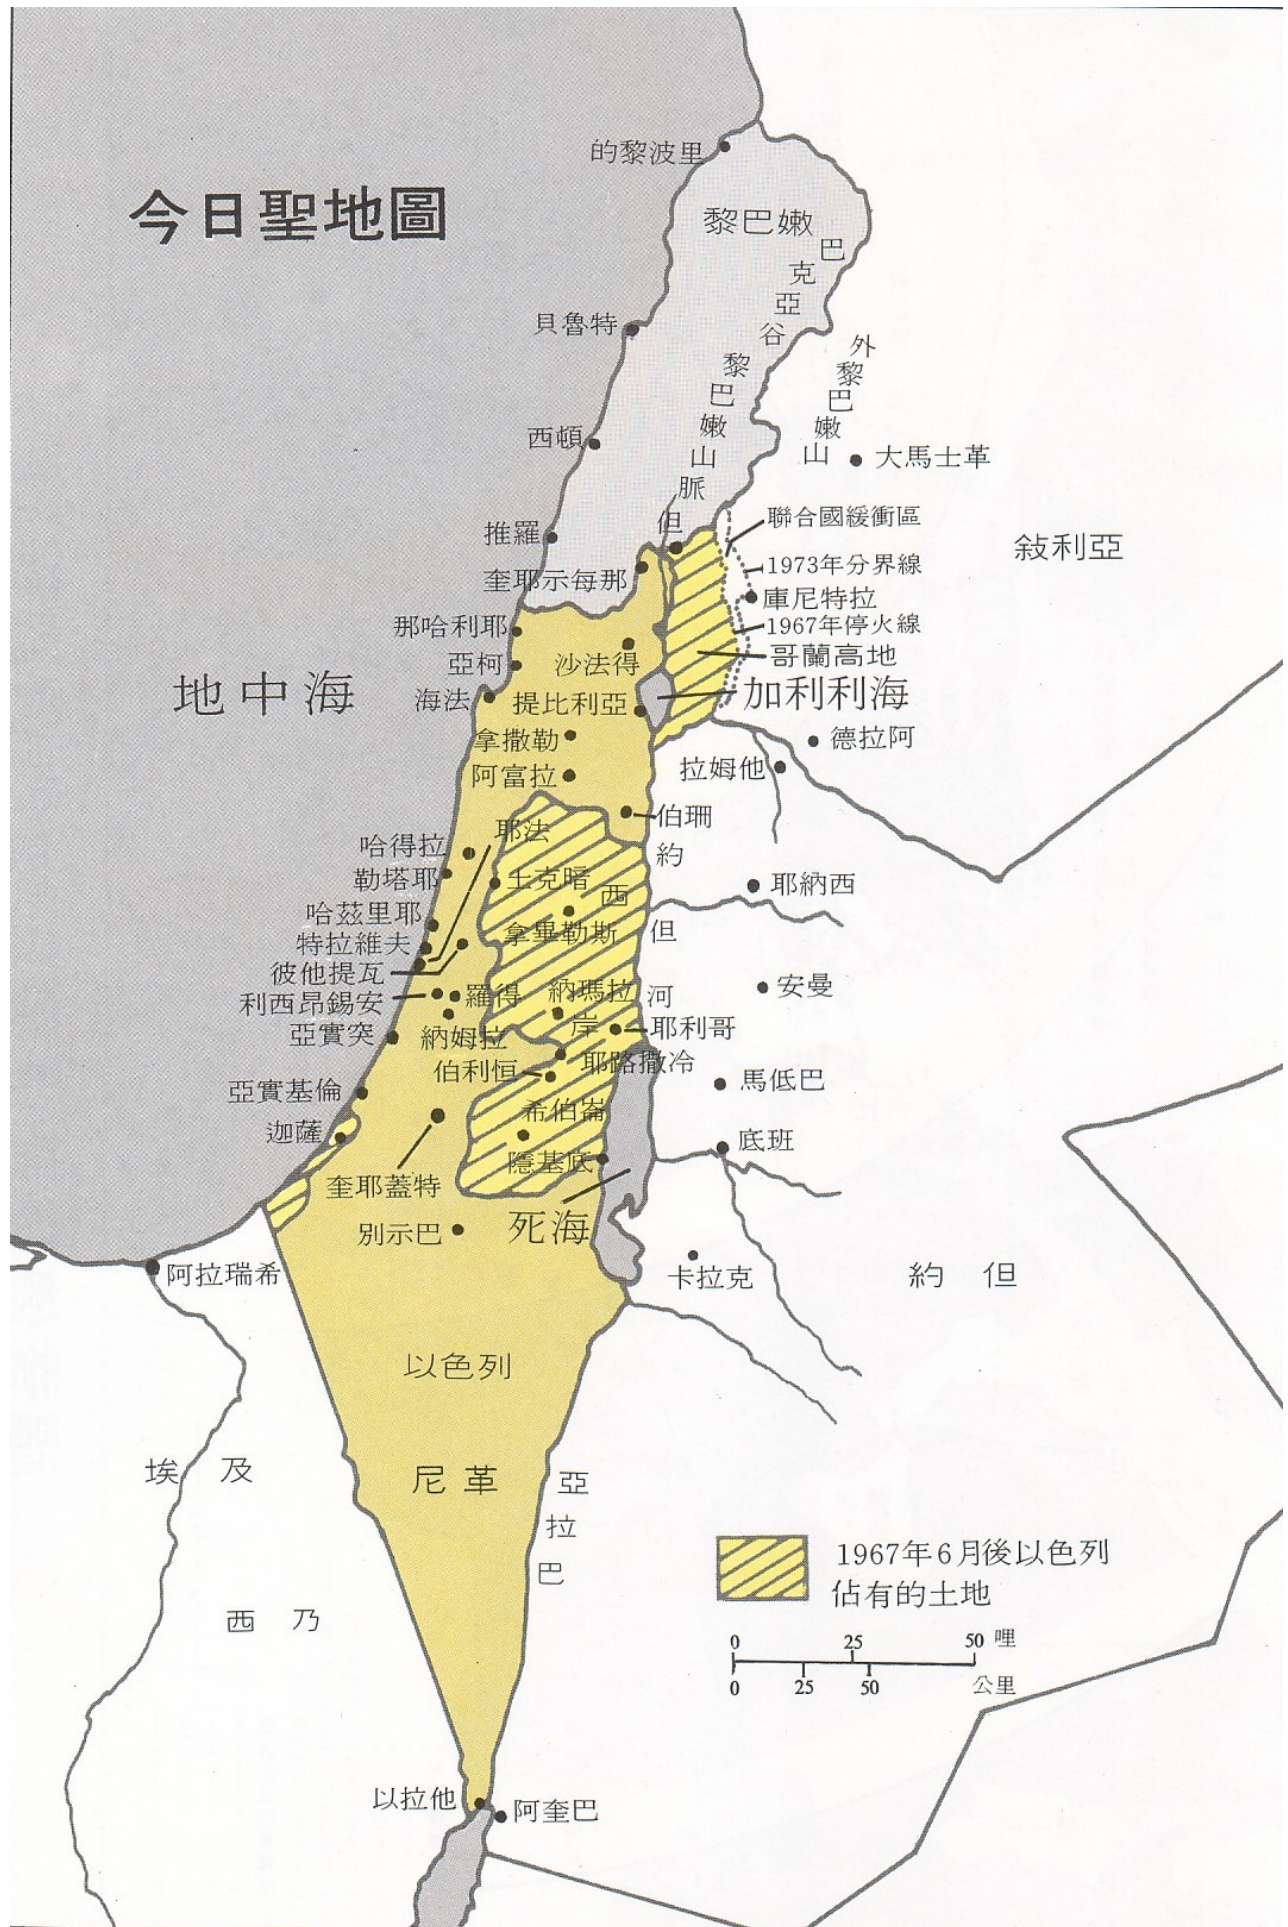 的黎波里
今日聖地圖
黎巴嫩
巴克亞谷
貝魯特
外黎巴嫩山
黎巴嫩山脈
西頓
大馬士革
聯合國緩衝區
但
推羅
敍利亞
1973年分界線
奎耶示每那
庫尼特拉
那哈利耶
1967年停火線
亞柯
沙法得
哥蘭高地
地中海
海法
提比利亞
加利利海
拿撒勒
德拉阿
阿富拉
拉姆他
伯珊
耶法
哈得拉
約但河
勒塔耶
土克暗
耶納西
西岸
哈茲里耶
拿畢勒斯
特拉維夫
彼他提瓦
安曼
利西昂錫安
羅得
納瑪拉
亞實突
納姆拉
耶利哥
伯利恒
耶路撒冷
馬低巴
亞實基倫
希伯崙
迦薩
底班
隱基底
奎耶蓋特
別示巴
死海
阿拉瑞希
卡拉克
約但
以色列
埃及
尼革
亞拉巴
1967年6月後以色列
佔有的土地
西乃
0 25 50 哩
0 25 50 公里
以拉他
阿奎巴